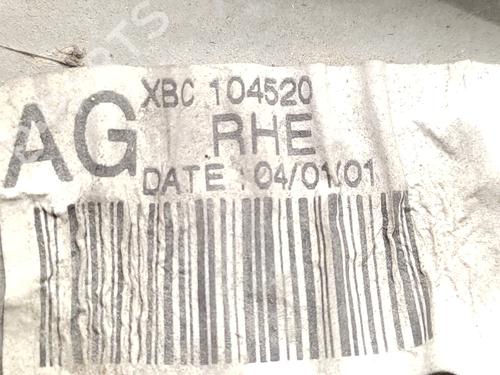 XBC 104520
AG RHE
DATE : 04/01/01